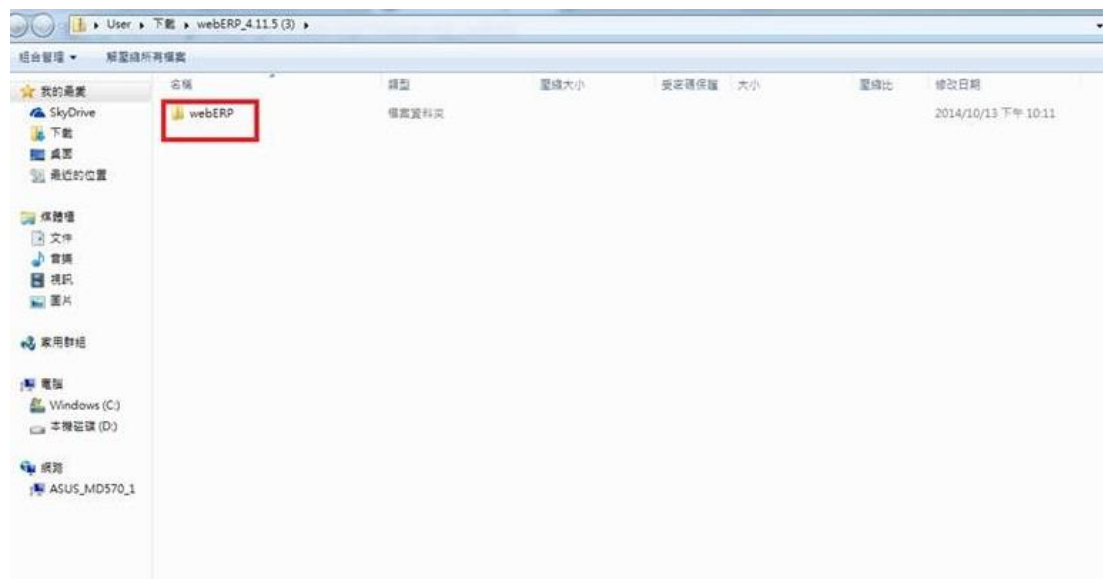 User ▸ 下載 ▸ webERP_4.11.5 (3) ▸
組合管理 ▾ 解壓縮所有檔案
名稱 類型 壓縮大小 受密碼保護 大小 壓縮比 修改日期
webERP 檔案資料夾 2014/10/13 下午 10:11
我的最愛
SkyDrive
下載
桌面
最近的位置
媒體櫃
文件
音樂
視訊
圖片
家用群組
電腦
Windows (C:)
本機磁碟 (D:)
網路
ASUS_MD570_1